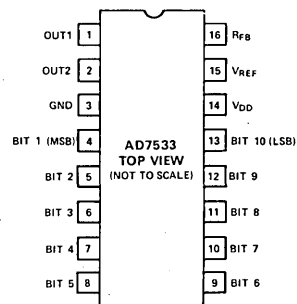 OUT1 1 16 RFB
OUT2 2 15 VREF
GND 3 14 VDD
BIT 1 (MSB) 4 13 BIT 10 (LSB)
AD7533
TOP VIEW
(NOT TO SCALE)
BIT 2 5 12 BIT 9
BIT 3 6 11 BIT 8
BIT 4 7 10 BIT 7
BIT 5 8 9 BIT 6